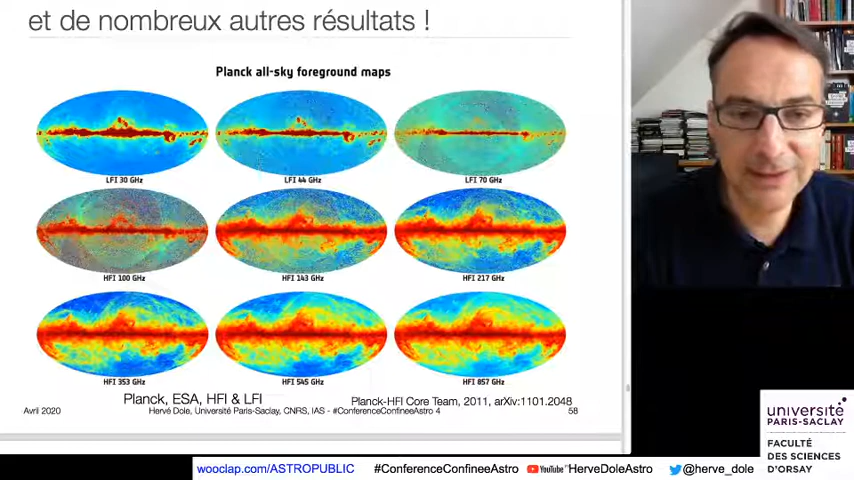 et de nombreux autres résultats !
Planck all-sky foreground maps
LFI 30 GHz
LFI 44 GHz
LFI 70 GHz
HFI 100 GHz
HFI 143 GHz
HFI 217 GHz
HFI 353 GHz
HFI 545 GHz
HFI 857 GHz
Planck, ESA, HFI & LFI
Planck-HFI Core Team, 2011, arXiv:1101.2048
Avril 2020
Hervé Dole, Université Paris-Saclay, CNRS, IAS - #ConferenceConfineeAstro 4
58
université
PARIS-SACLAY
FACULTÉ
DES SCIENCES
D'ORSAY
wooclap.com/ASTROPUBLIC
#ConferenceConfineeAstro
YouTube HerveDoleAstro
@herve_dole